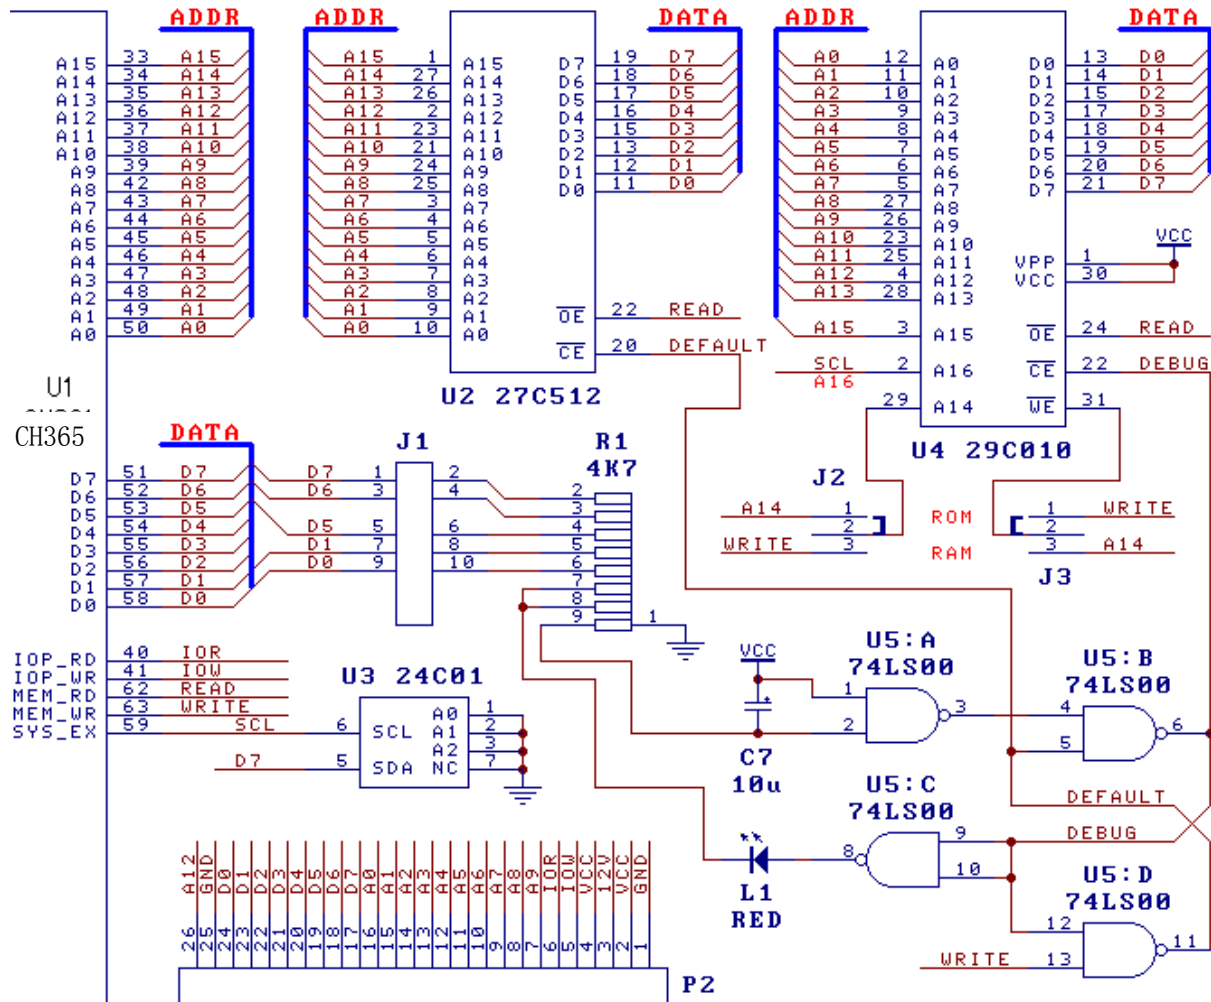 ADDR ADDR DATA ADDR DATA
A15 33 A15 A15 1 A15 D7 19 D7 A0 12 A0 D0 13 D0
A14 34 A14 A14 27 A14 D6 18 D6 A1 11 A1 D1 14 D1
A13 35 A13 A13 26 A13 D5 17 D5 A2 10 A2 D2 15 D2
A12 36 A12 A12 2 A12 D4 16 D4 A3 9 A3 D3 17 D3
A11 37 A11 A11 23 A11 D3 15 D3 A4 8 A4 D4 18 D4
A10 38 A10 A10 21 A10 D2 13 D2 A5 7 A5 D5 19 D5
A9 39 A9 A9 24 A9 D1 12 D1 A6 6 A6 D6 20 D6
A8 42 A8 A8 25 A8 D0 11 D0 A7 5 A7 D7 21 D7
A7 43 A7 A7 3 A7 A8 27 A8
A6 44 A6 A6 4 A6 A9 26 A9
A5 45 A5 A5 5 A5 A10 23 A10
A4 46 A4 A4 6 A4 A11 25 A11 VPP 1 VCC
A3 47 A3 A3 7 A3 A12 4 A12 VCC 30
A2 48 A2 A2 8 A2 A13 28 A13
A1 49 A1 A1 9 A1 OE 22 READ
A0 50 A0 A0 10 A0 A15 3 A15 OE 24 READ
CE 20 DEFAULT SCL 2 A16 CE 22 DEBUG
A16
U1 U2 27C512 29 A14 WE 31
CH365 DATA J1 R1 U4 29C010
4K7
D7 51 D7 D7 1 2 J2
D6 52 D6 D6 3 4 2
D5 53 D5 3 A14 1 ROM 1 WRITE
D4 54 D4 D5 5 6 4 2 2
D3 55 D3 D1 7 8 5 WRITE 3 RAM 3 A14
D2 56 D2 D0 9 10 6
D1 57 D1 7 J3
D0 58 D0 8
9 1
IOP_RD 40 IOR
IOP_WR 41 IOW
MEM_RD 62 READ
MEM_WR 63 WRITE
SYS_EX 59 SCL
U3 24C01
6 SCL A0 1
A1 2
A2 3
D7 5 SDA NC 7
VCC
C7
10u
U5:A
74LS00
1
2
3
U5:B
74LS00
4
5
6
U5:C
74LS00
DEFAULT
DEBUG
9
10
8
L1
RED
U5:D
74LS00
12
WRITE 13
11
A12 GND D0 D1 D2 D3 D4 D5 D6 D7 A0 A1 A2 A3 A4 A5 A6 A7 A8 A9 IOR IOW VCC 12V VCC GND
26 25 24 23 22 21 20 19 18 17 16 15 14 13 12 11 10 9 8 7 6 5 4 3 2 1
P2